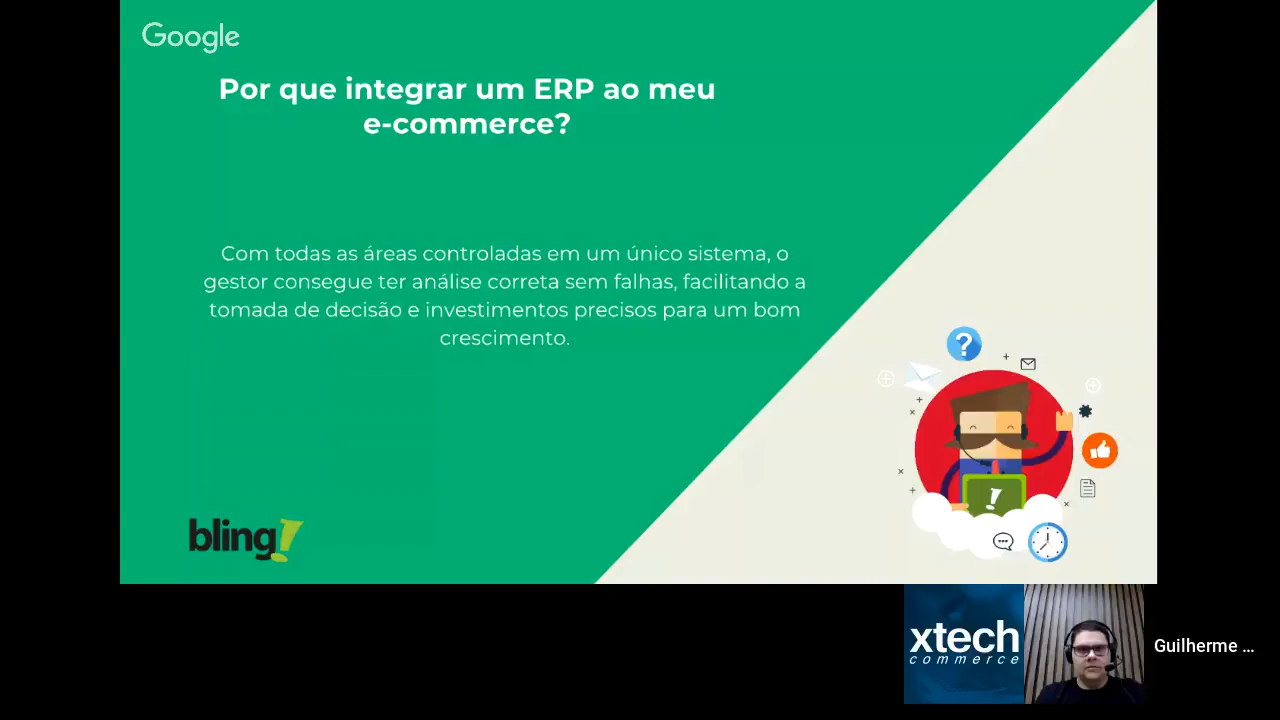 Google
Por que integrar um ERP ao meu
e-commerce?
Com todas as áreas controladas em um único sistema, o
gestor consegue ter análise correta sem falhas, facilitando a
tomada de decisão e investimentos precisos para um bom
crescimento.
?
!
bling!
xtech
commerce
Guilherme ...